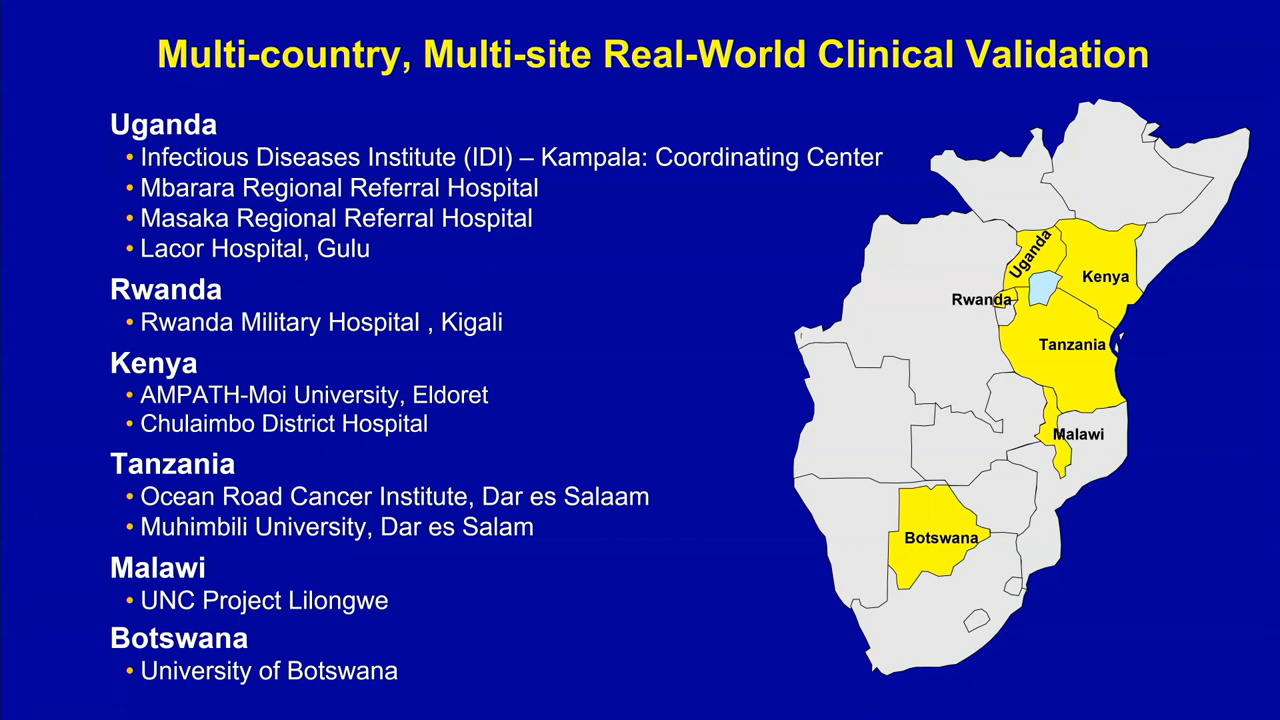 Multi-country, Multi-site Real-World Clinical Validation
Uganda
• Infectious Diseases Institute (IDI) – Kampala: Coordinating Center
• Mbarara Regional Referral Hospital
• Masaka Regional Referral Hospital
• Lacor Hospital, Gulu
Rwanda
• Rwanda Military Hospital , Kigali
Kenya
• AMPATH-Moi University, Eldoret
• Chulaimbo District Hospital
Tanzania
• Ocean Road Cancer Institute, Dar es Salaam
• Muhimbili University, Dar es Salam
Malawi
• UNC Project Lilongwe
Botswana
• University of Botswana
Uganda
Kenya
Rwanda
Tanzania
Malawi
Botswana